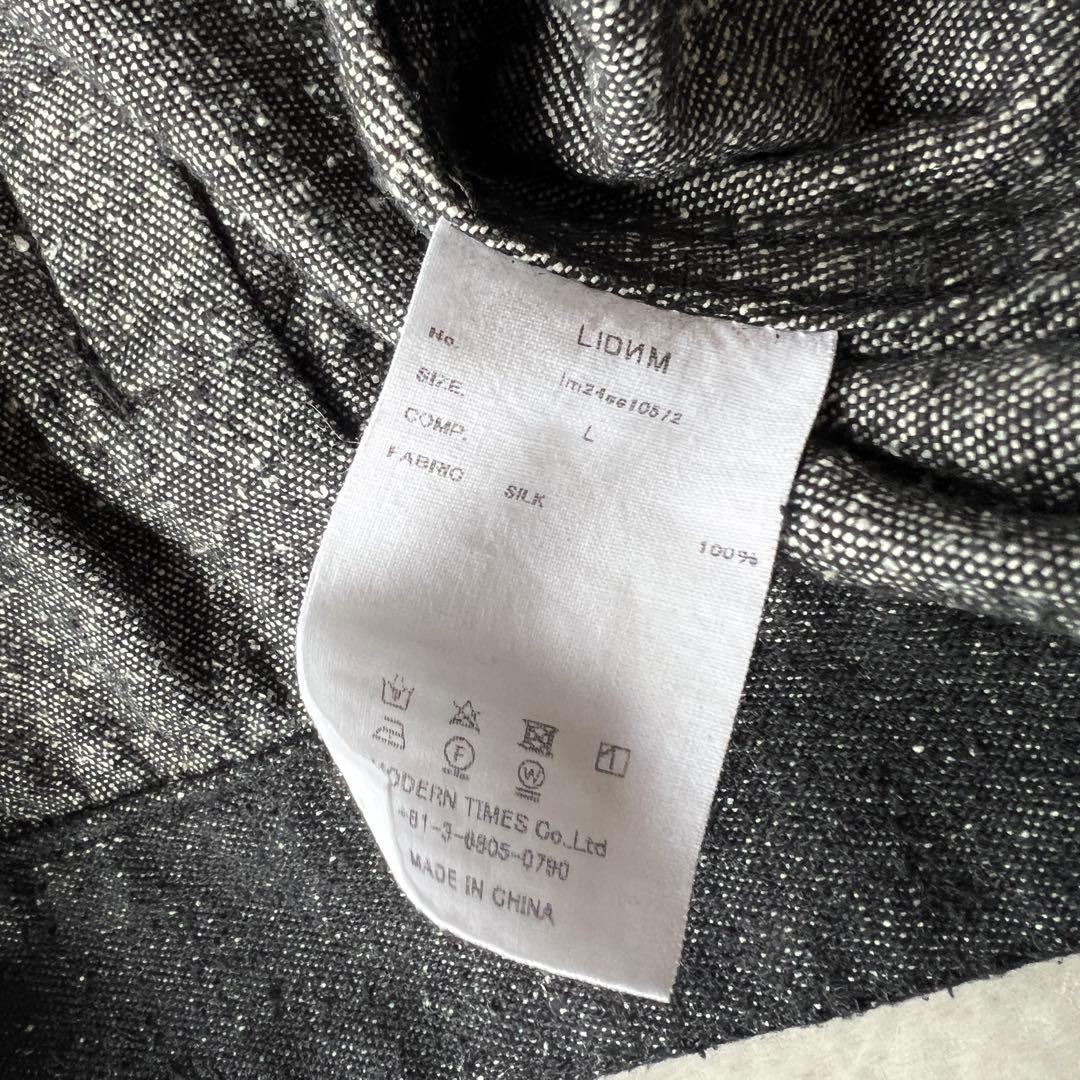 LIDИM
No. lm24ss105/2
SIZE. L
COMP.
FABRIC SILK 100%
F
W
MODERN TIMES Co.,Ltd
+81-3-6805-0790
MADE IN CHINA